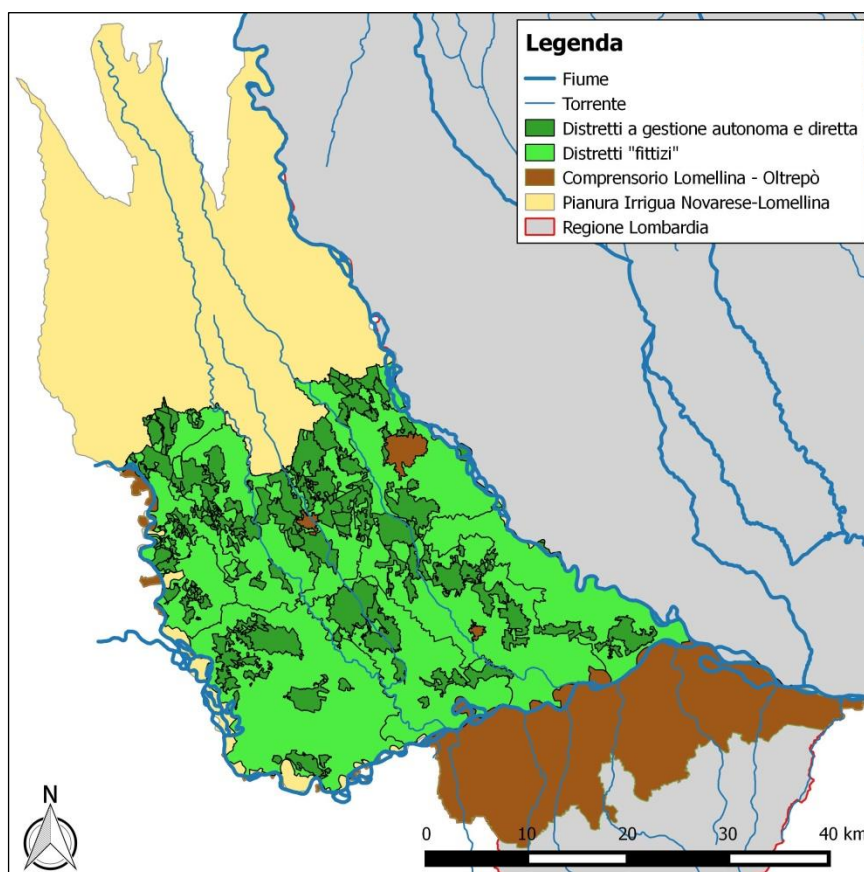 Legenda
Fiume
Torrente
Distretti a gestione autonoma e diretta
Distretti "fittizi"
Comprensorio Lomellina - Oltrepò
Pianura Irrigua Novarese-Lomellina
Regione Lombardia
N
0 10 20 30 40 km